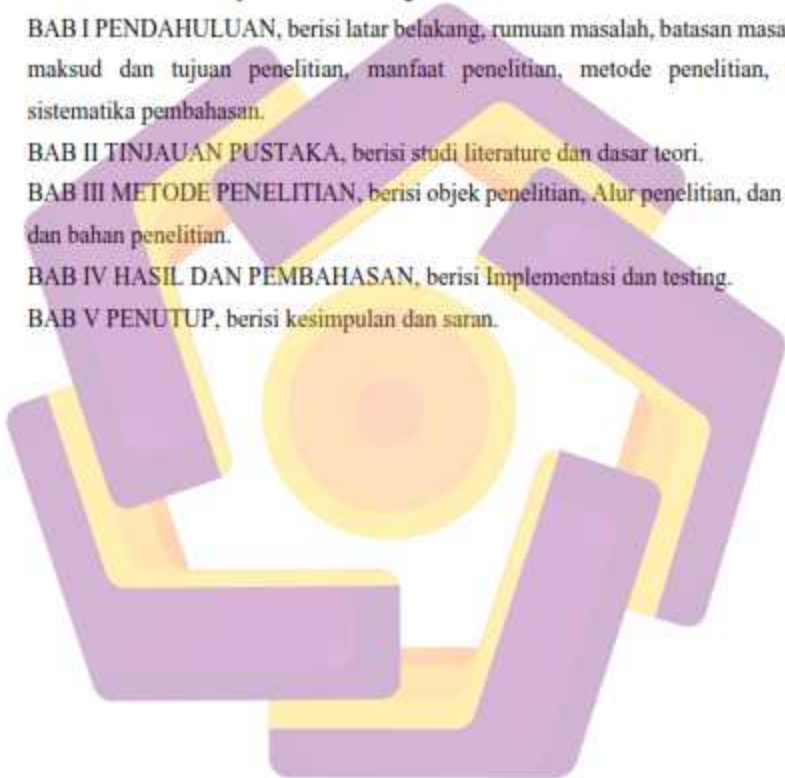 BAB I PENDAHULUAN, berisi latar belakang, rumuan masalah, batasan masa
maksud dan tujuan penelitian, manfaat penelitian, metode penelitian,
sistematika pembahasan.
BAB II TINJAUAN PUSTAKA, berisi studi literature dan dasar teori.
BAB III METODE PENELITIAN, berisi objek penelitian, Alur penelitian, dan
dan bahan penelitian.
BAB IV HASIL DAN PEMBAHASAN, berisi Implementasi dan testing.
BAB V PENUTUP, berisi kesimpulan dan saran.